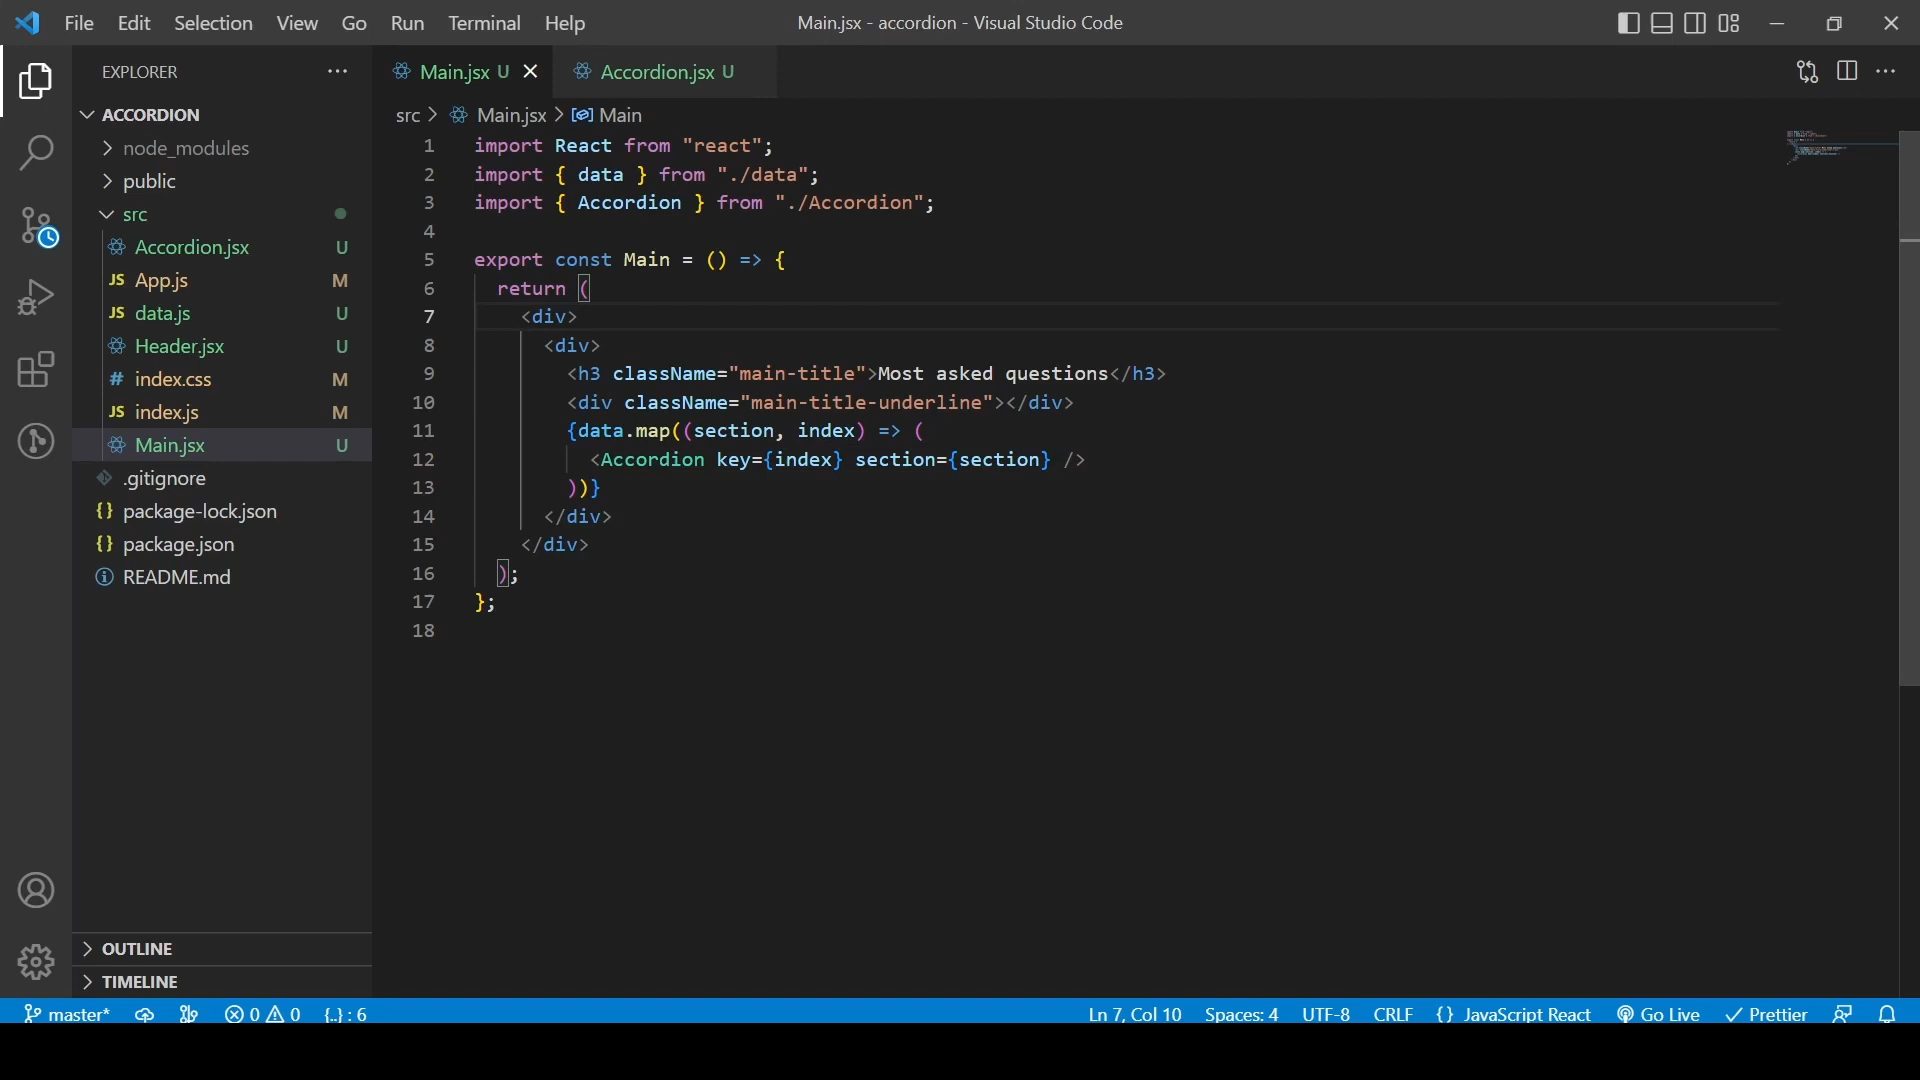 File Edit Selection View Go Run Terminal Help
Main.jsx - accordion - Visual Studio Code
EXPLORER
ACCORDION
node_modules
public
src
Accordion.jsx U
App.js M
data.js U
Header.jsx U
index.css M
index.js M
Main.jsx U
.gitignore
package-lock.json
package.json
README.md
OUTLINE
TIMELINE
Main.jsx U
Accordion.jsx U
src > Main.jsx > Main
1 import React from "react";
2 import { data } from "./data";
3 import { Accordion } from "./Accordion";
4
5 export const Main = () => {
6 return (
7 <div>
8 <div>
9 <h3 className="main-title">Most asked questions</h3>
10 <div className="main-title-underline"></div>
11 {data.map((section, index) => (
12 <Accordion key={index} section={section} />
13 ))}
14 </div>
15 </div>
16 );
17 };
18
master* 0 0 {..} : 6 Ln 7, Col 10 Spaces: 4 UTF-8 CRLF {} JavaScript React Go Live Prettier